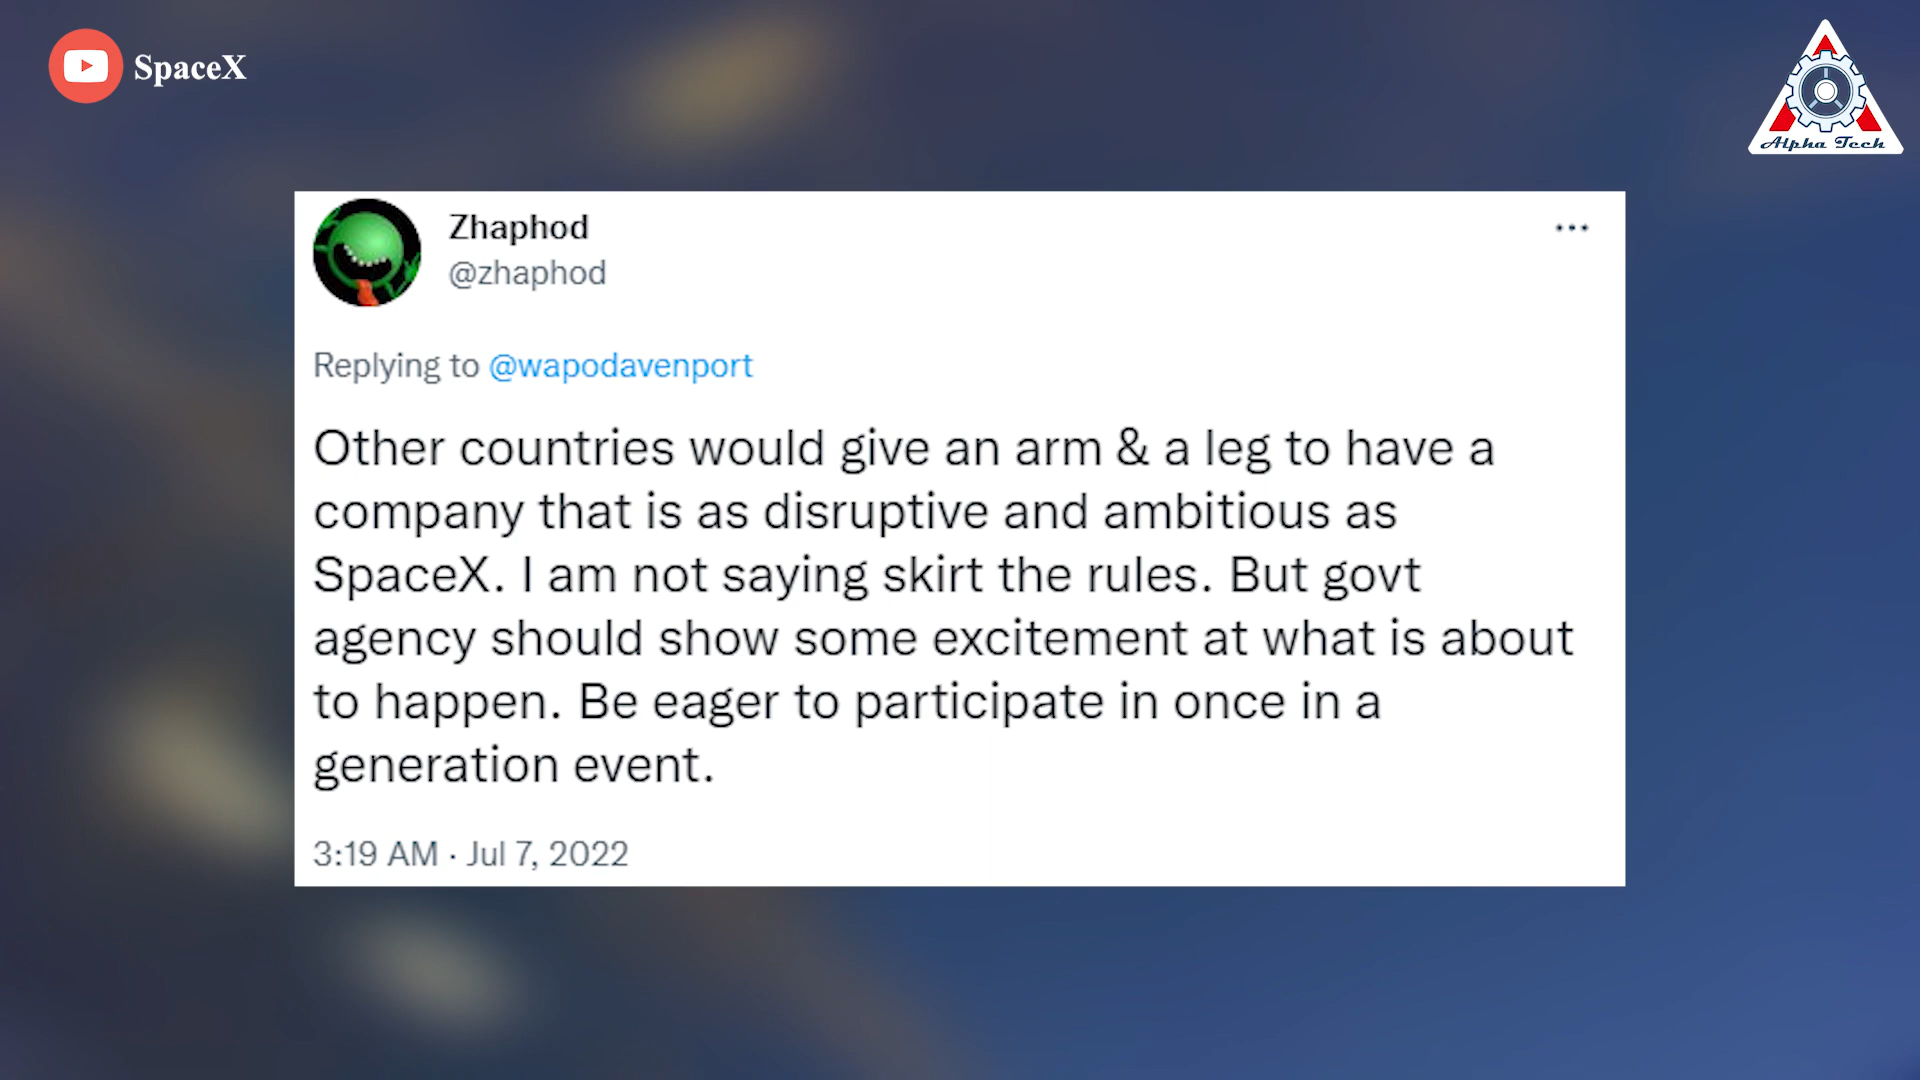 SpaceX
Alpha Tech
Zhaphod
@zhaphod
Replying to @wapodavenport
Other countries would give an arm & a leg to have a
company that is as disruptive and ambitious as
SpaceX. I am not saying skirt the rules. But govt
agency should show some excitement at what is about
to happen. Be eager to participate in once in a
generation event.
3:19 AM · Jul 7, 2022